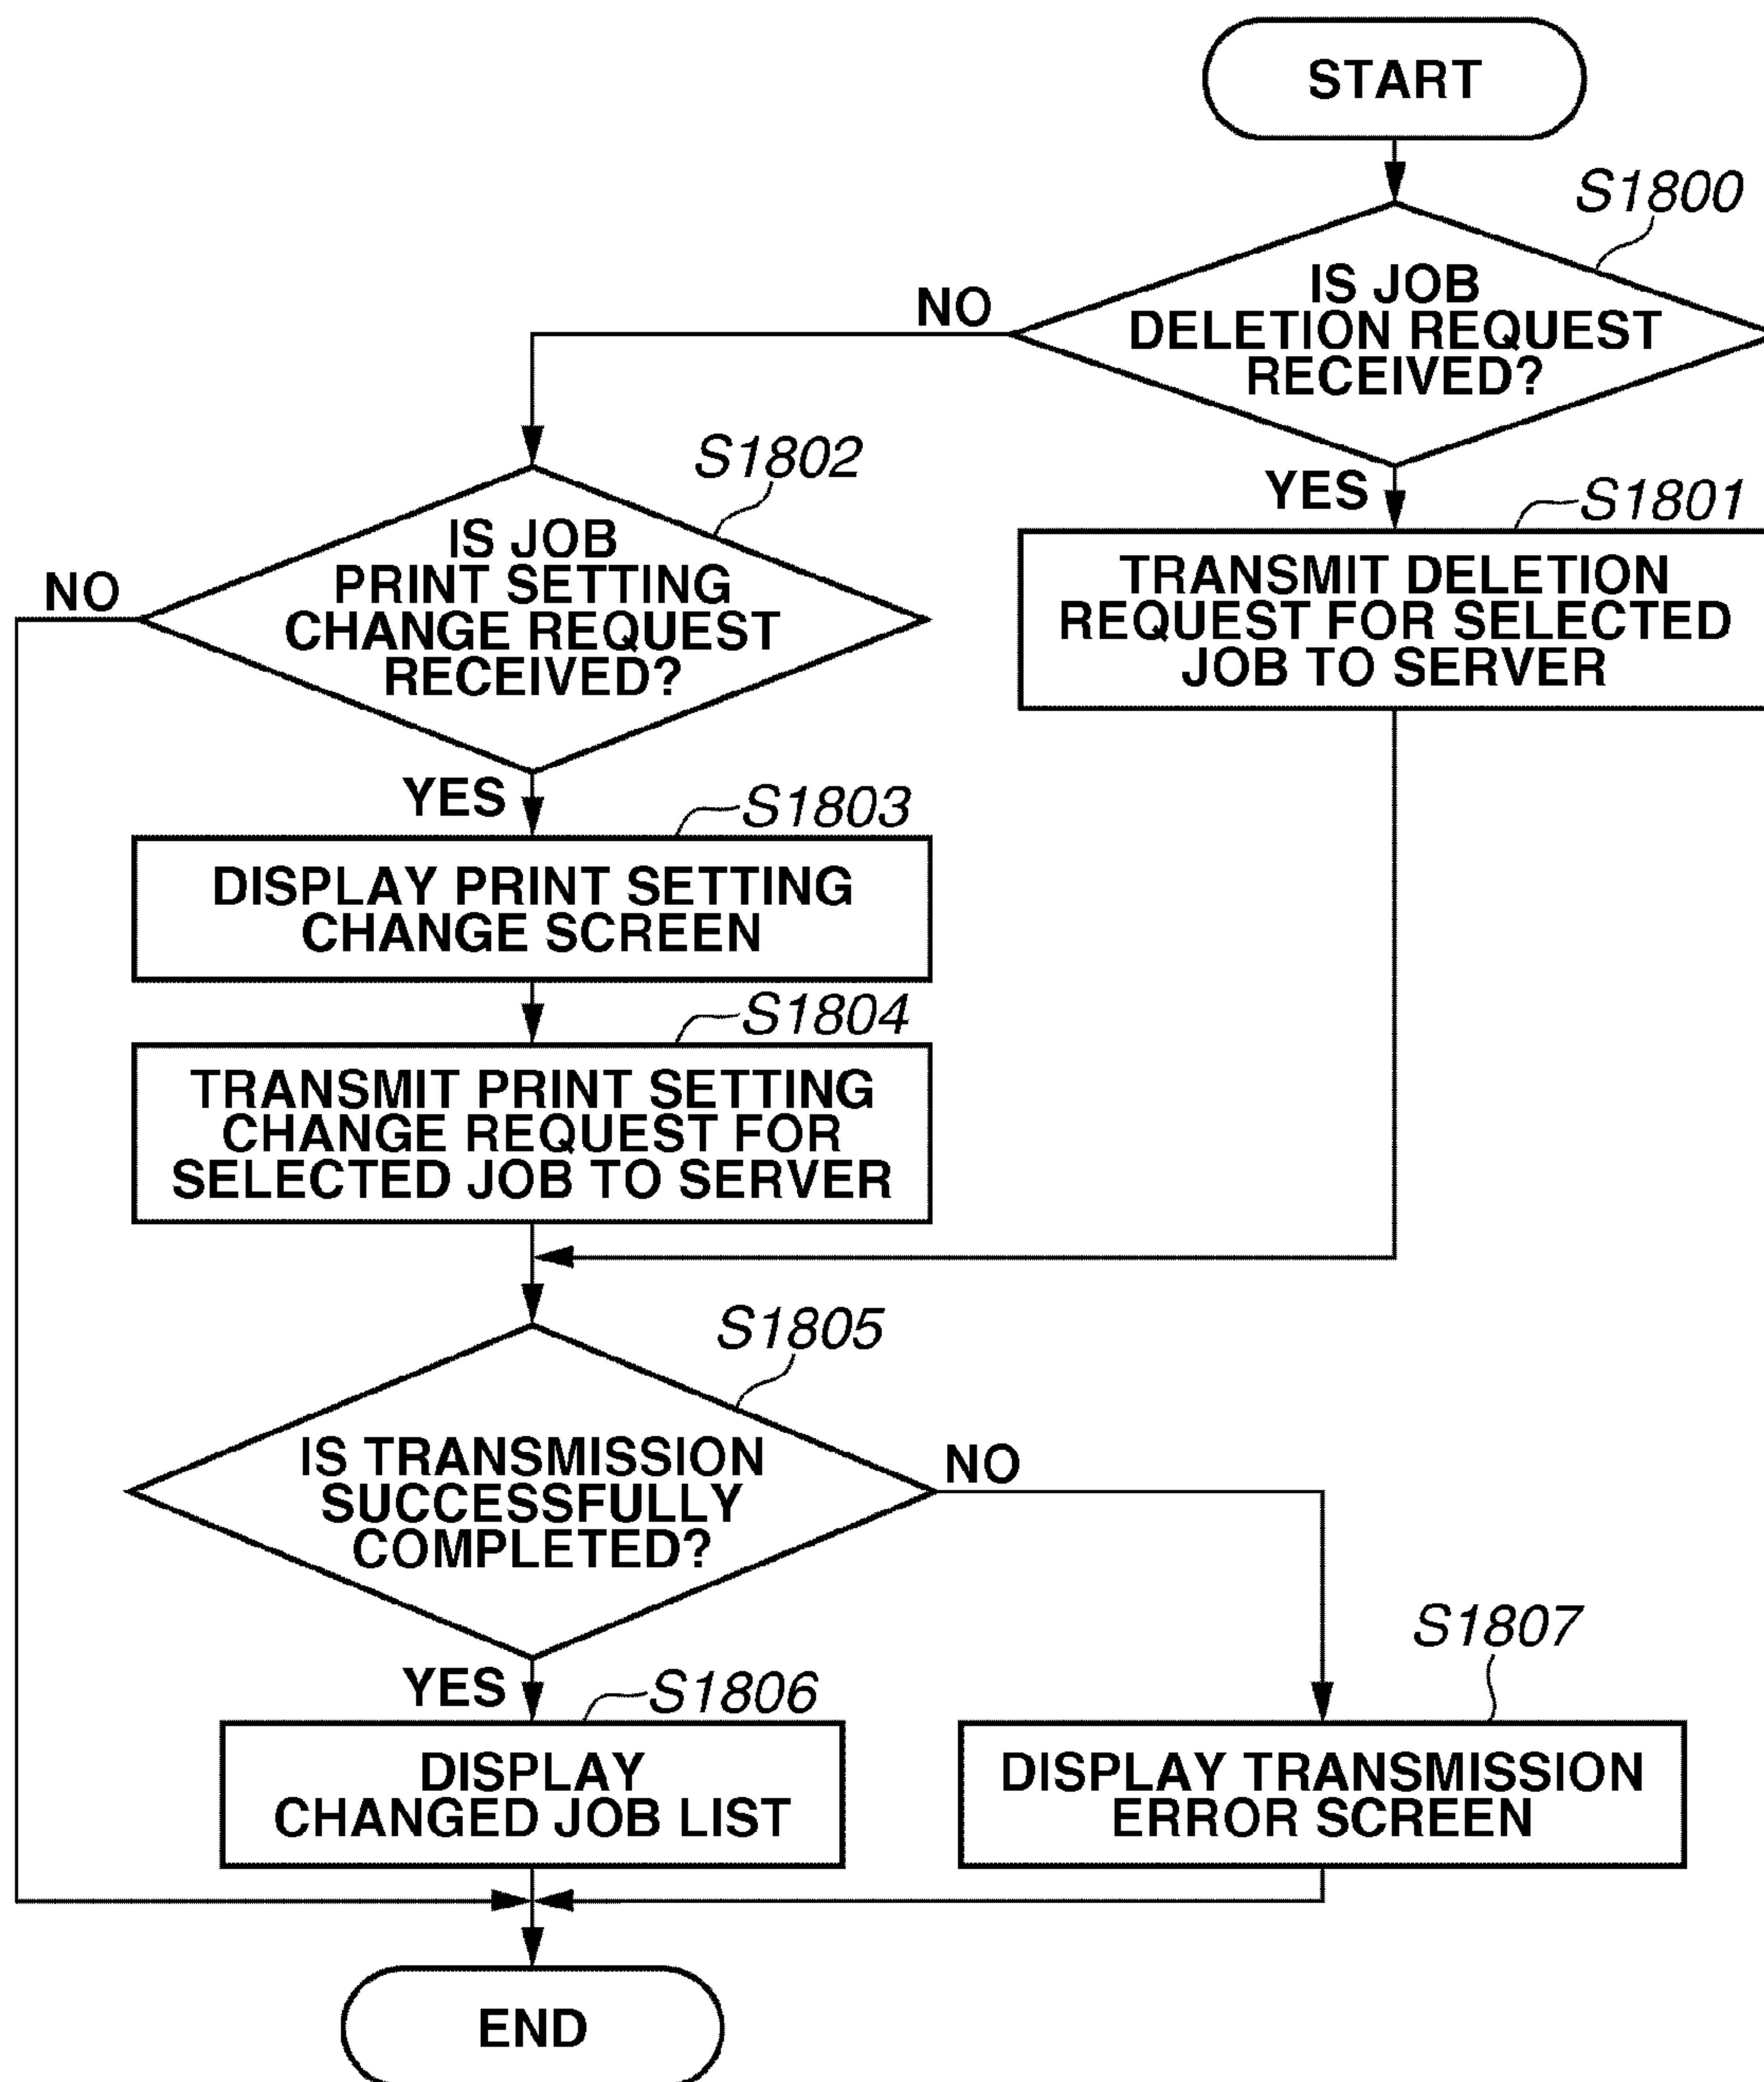 START
S1800
IS JOB
DELETION REQUEST
RECEIVED?
NO
YES
S1801
TRANSMIT DELETION
REQUEST FOR SELECTED
JOB TO SERVER
S1802
IS JOB
PRINT SETTING
CHANGE REQUEST
RECEIVED?
NO
YES
S1803
DISPLAY PRINT SETTING
CHANGE SCREEN
S1804
TRANSMIT PRINT SETTING
CHANGE REQUEST FOR
SELECTED JOB TO SERVER
S1805
IS TRANSMISSION
SUCCESSFULLY
COMPLETED?
NO
YES
S1806
DISPLAY
CHANGED JOB LIST
S1807
DISPLAY TRANSMISSION
ERROR SCREEN
END